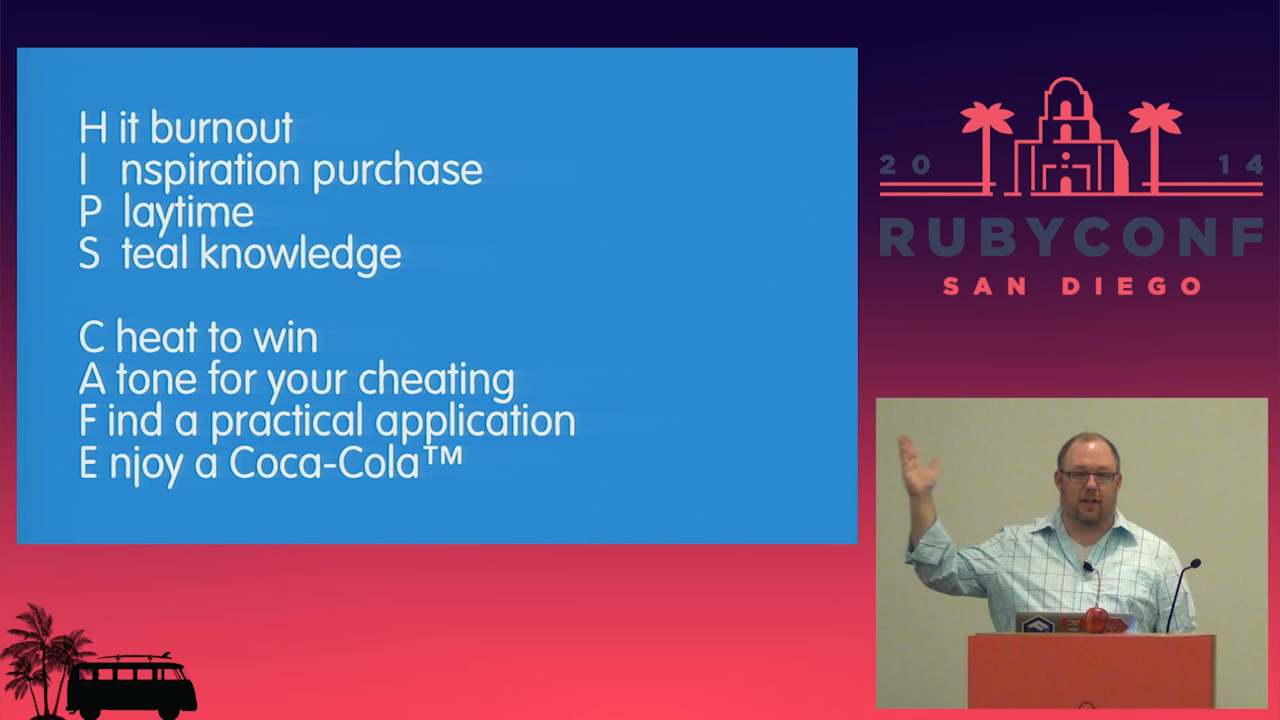 H it burnout
I nspiration purchase
P laytime
S teal knowledge
C heat to win
A tone for your cheating
F ind a practical application
E njoy a Coca-Cola™
20 14
RUBYCONF
SAN DIEGO